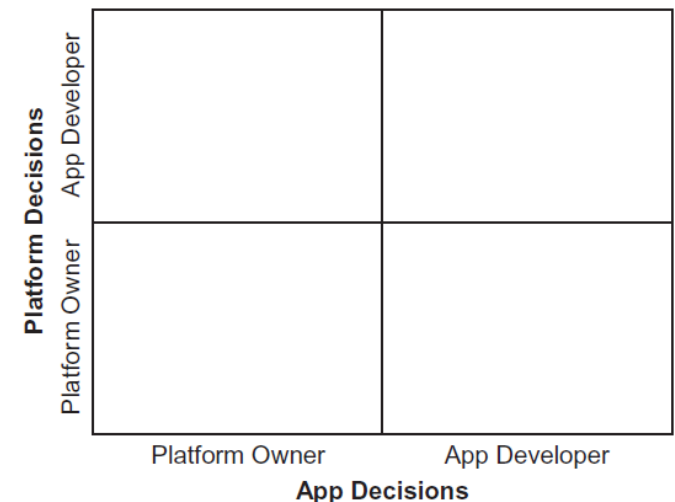 Platform Decisions
App Developer
Platform Owner
Platform Owner
App Developer
App Decisions